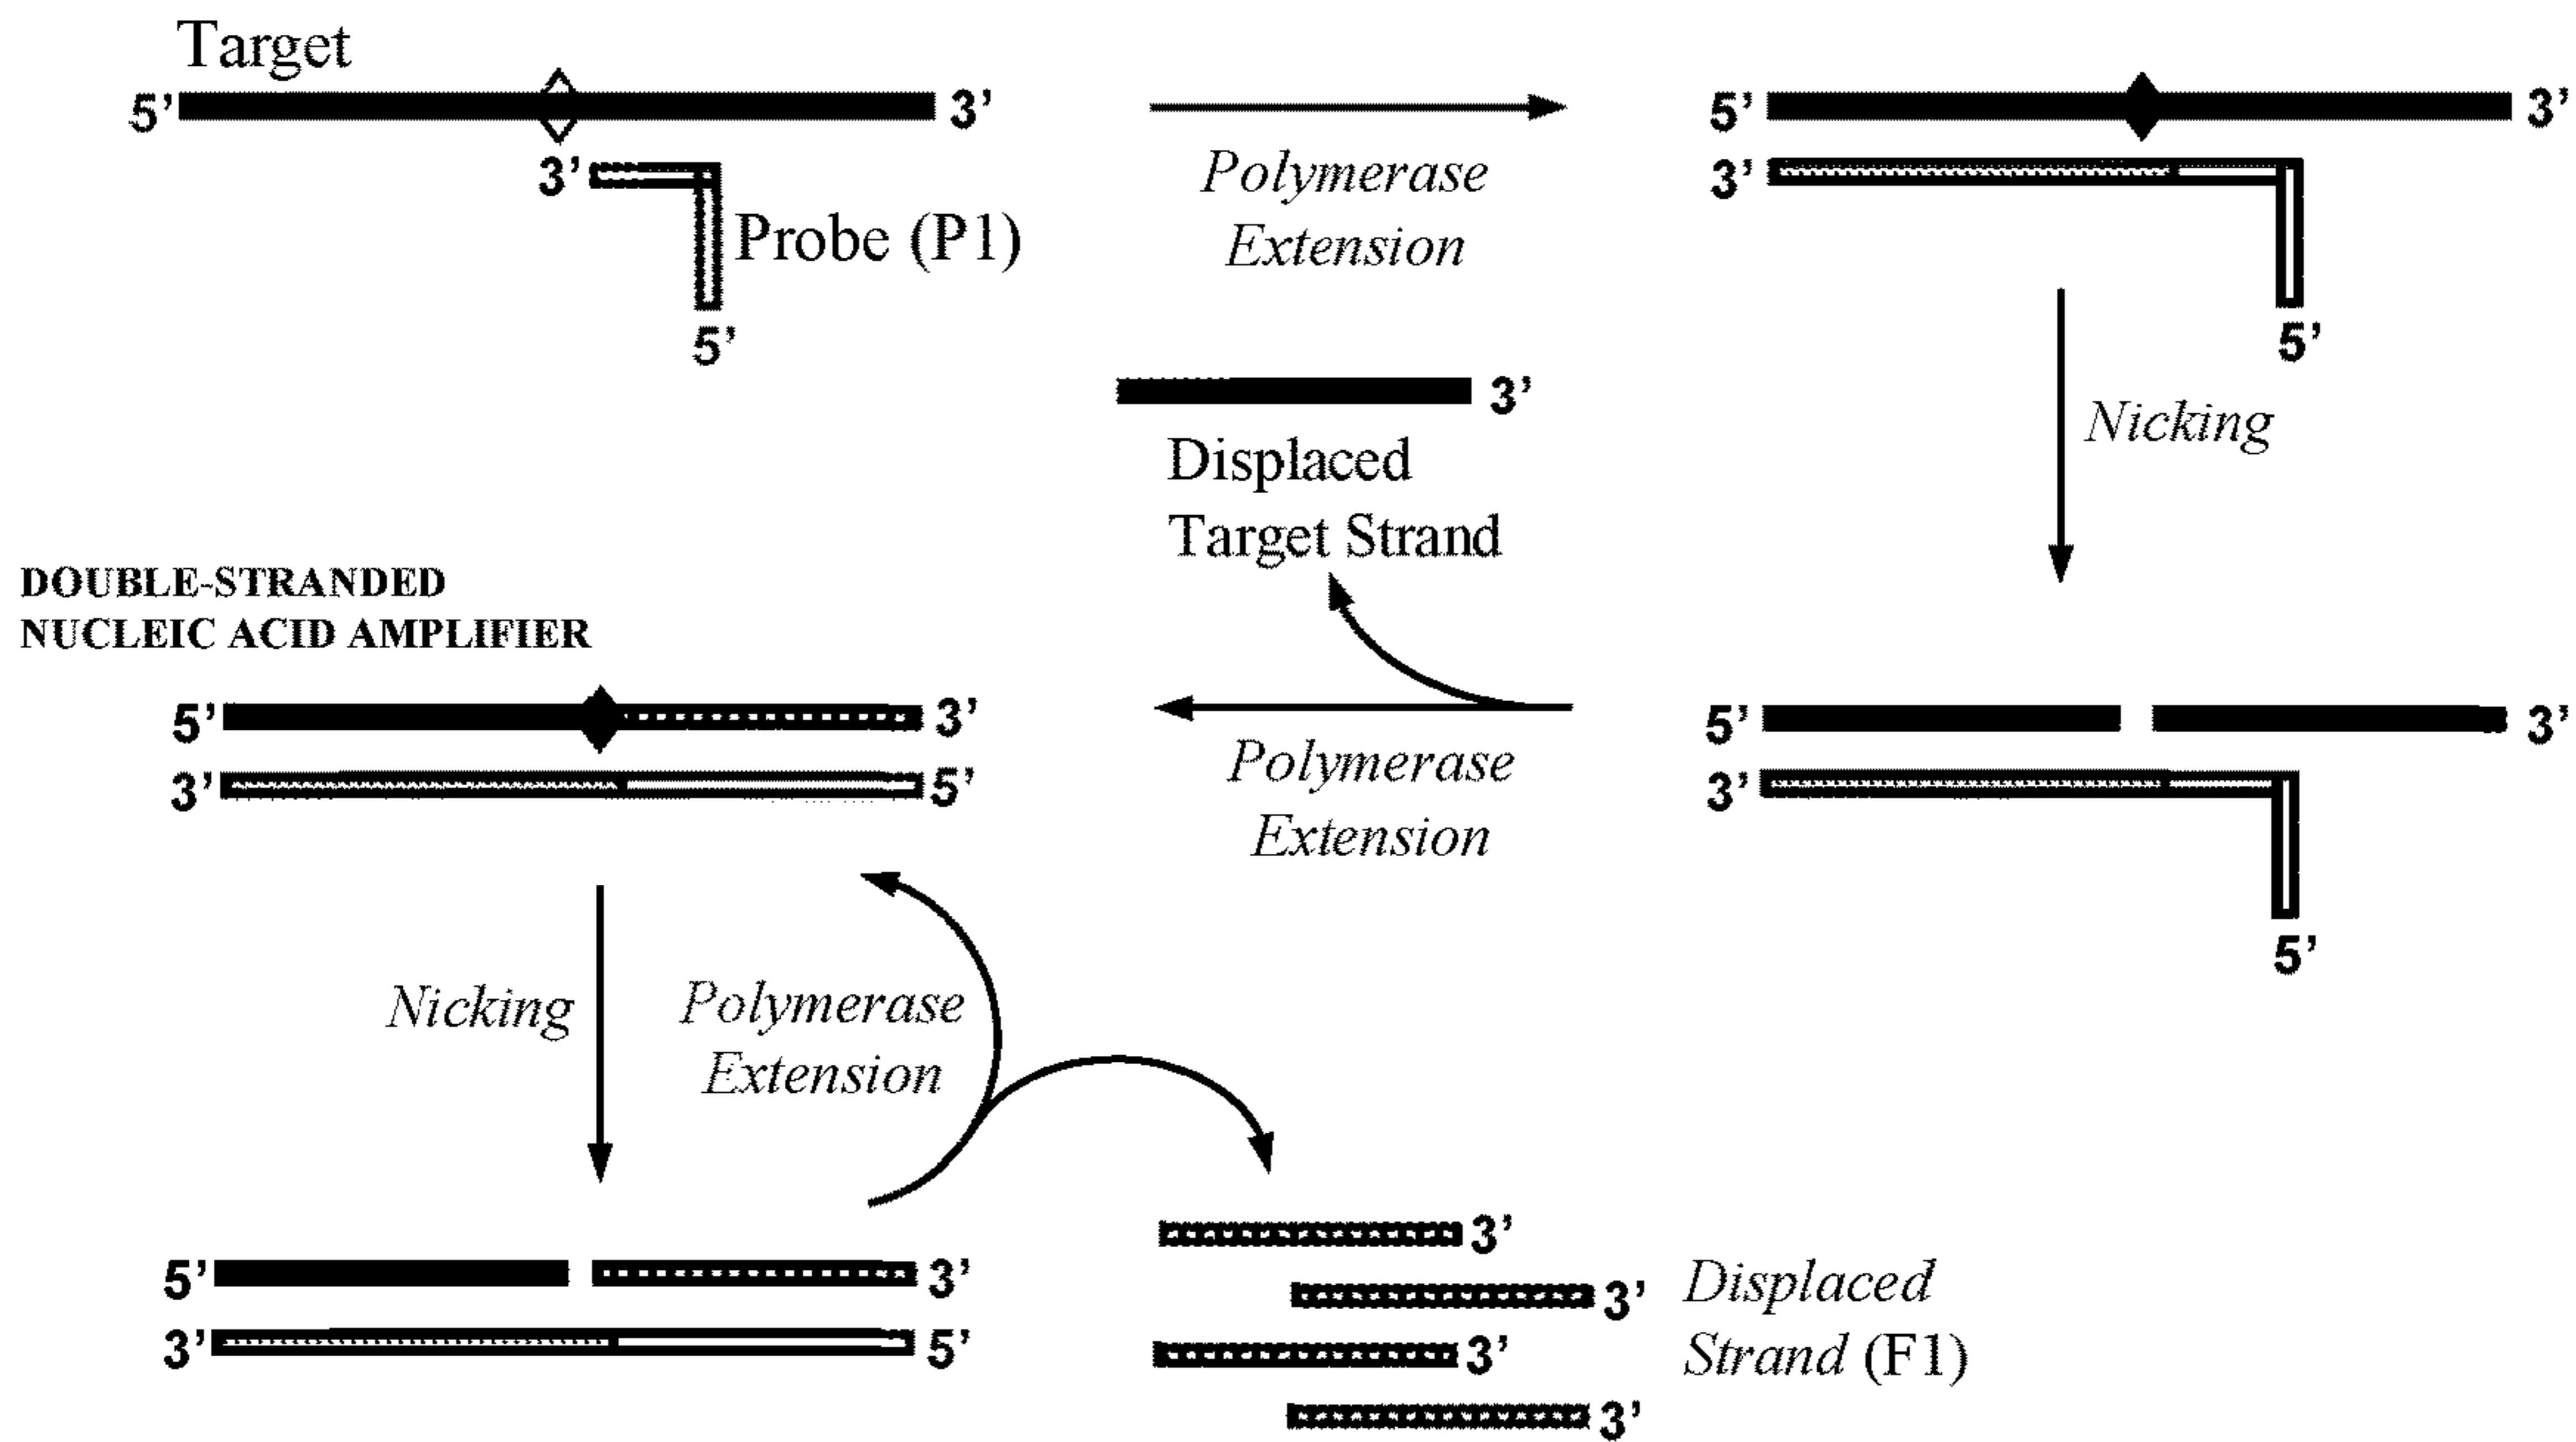 Target
5’ 3’
3’
Probe (P1)
5’
Polymerase
Extension
5’ 3’
3’
5’
Nicking
3’
Displaced
Target Strand
DOUBLE-STRANDED
NUCLEIC ACID AMPLIFIER
5’ 3’
3’ 5’
Polymerase
Extension
5’ 3’
3’
5’
Nicking
Polymerase
Extension
5’ 3’
3’ 5’
3’
3’
3’
3’
Displaced
Strand (F1)